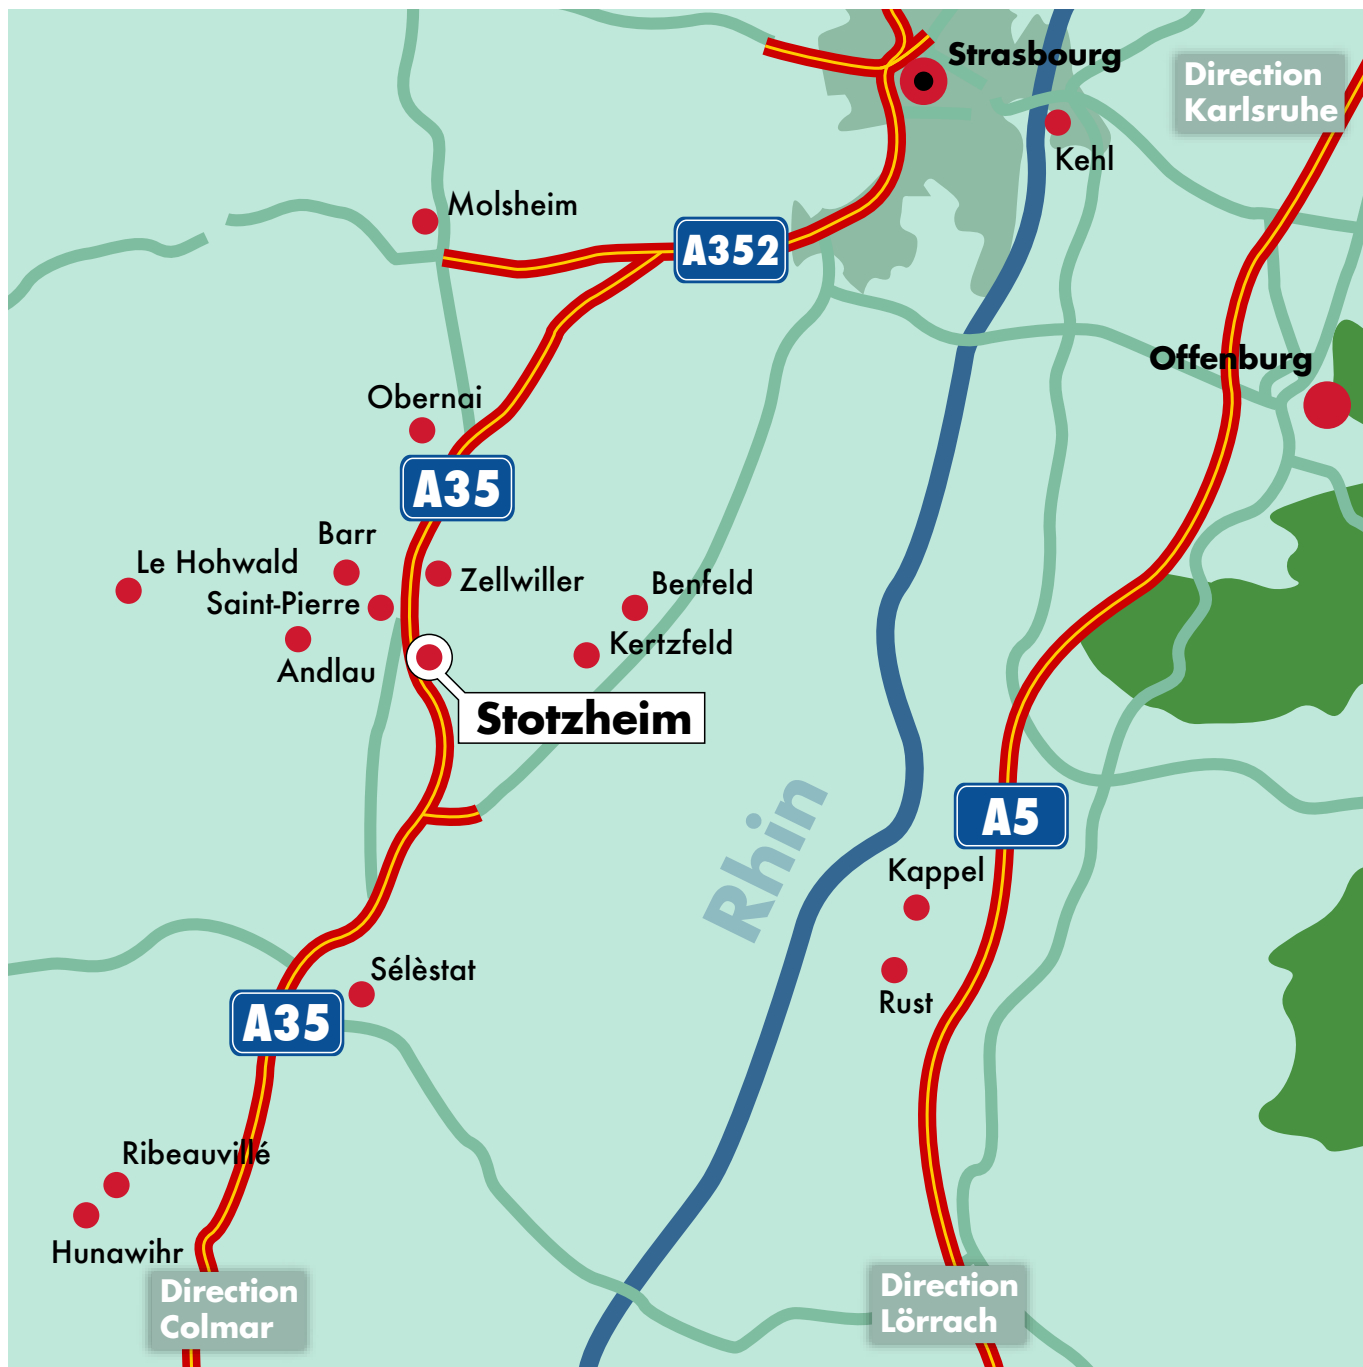 Strasbourg
Direction
Karlsruhe
Kehl
Molsheim
A352
Offenburg
Obernai
A35
Barr
Le Hohwald
Zellwiller
Benfeld
Saint-Pierre
Kertzfeld
Andlau
Stotzheim
Rhin
A5
Kappel
Sélèstat
Rust
A35
Ribeauvillé
Hunawihr
Direction
Colmar
Direction
Lörrach